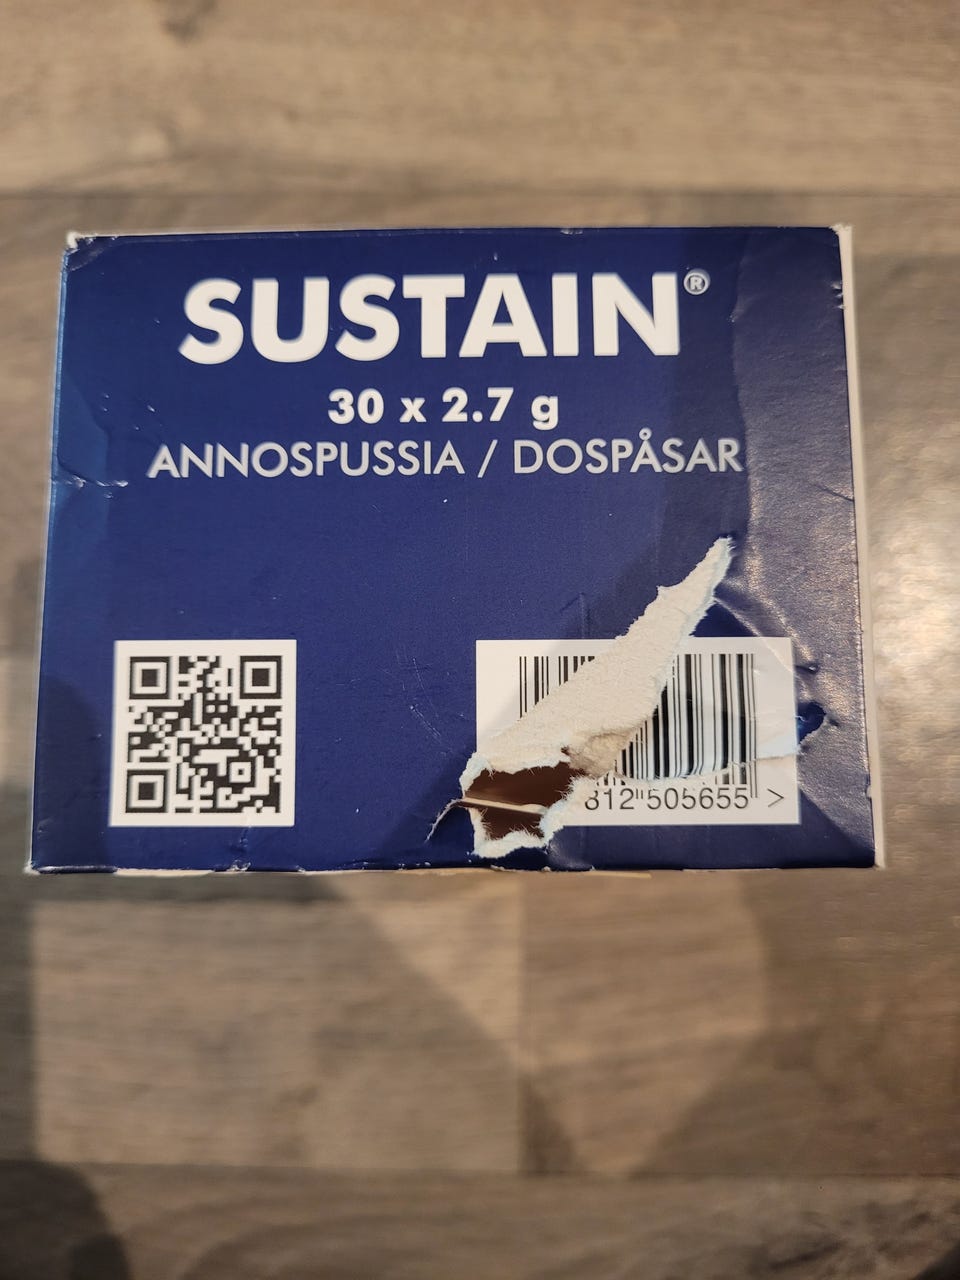 SUSTAIN®
30 x 2.7 g
ANNOSPUSSIA / DOSPÅSAR
812 505655 >